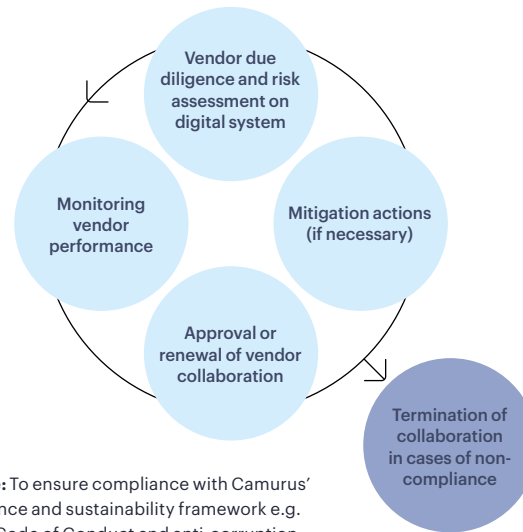 Vendor due
diligence and risk
assessment on
digital system
Monitoring
vendor
performance
Mitigation actions
(if necessary)
Approval or
renewal of vendor
collaboration
Termination of
collaboration
in cases of non-
compliance
To ensure compliance with Camurus'
and sustainability framework e.g.
Code of Conduct and anti-corruption